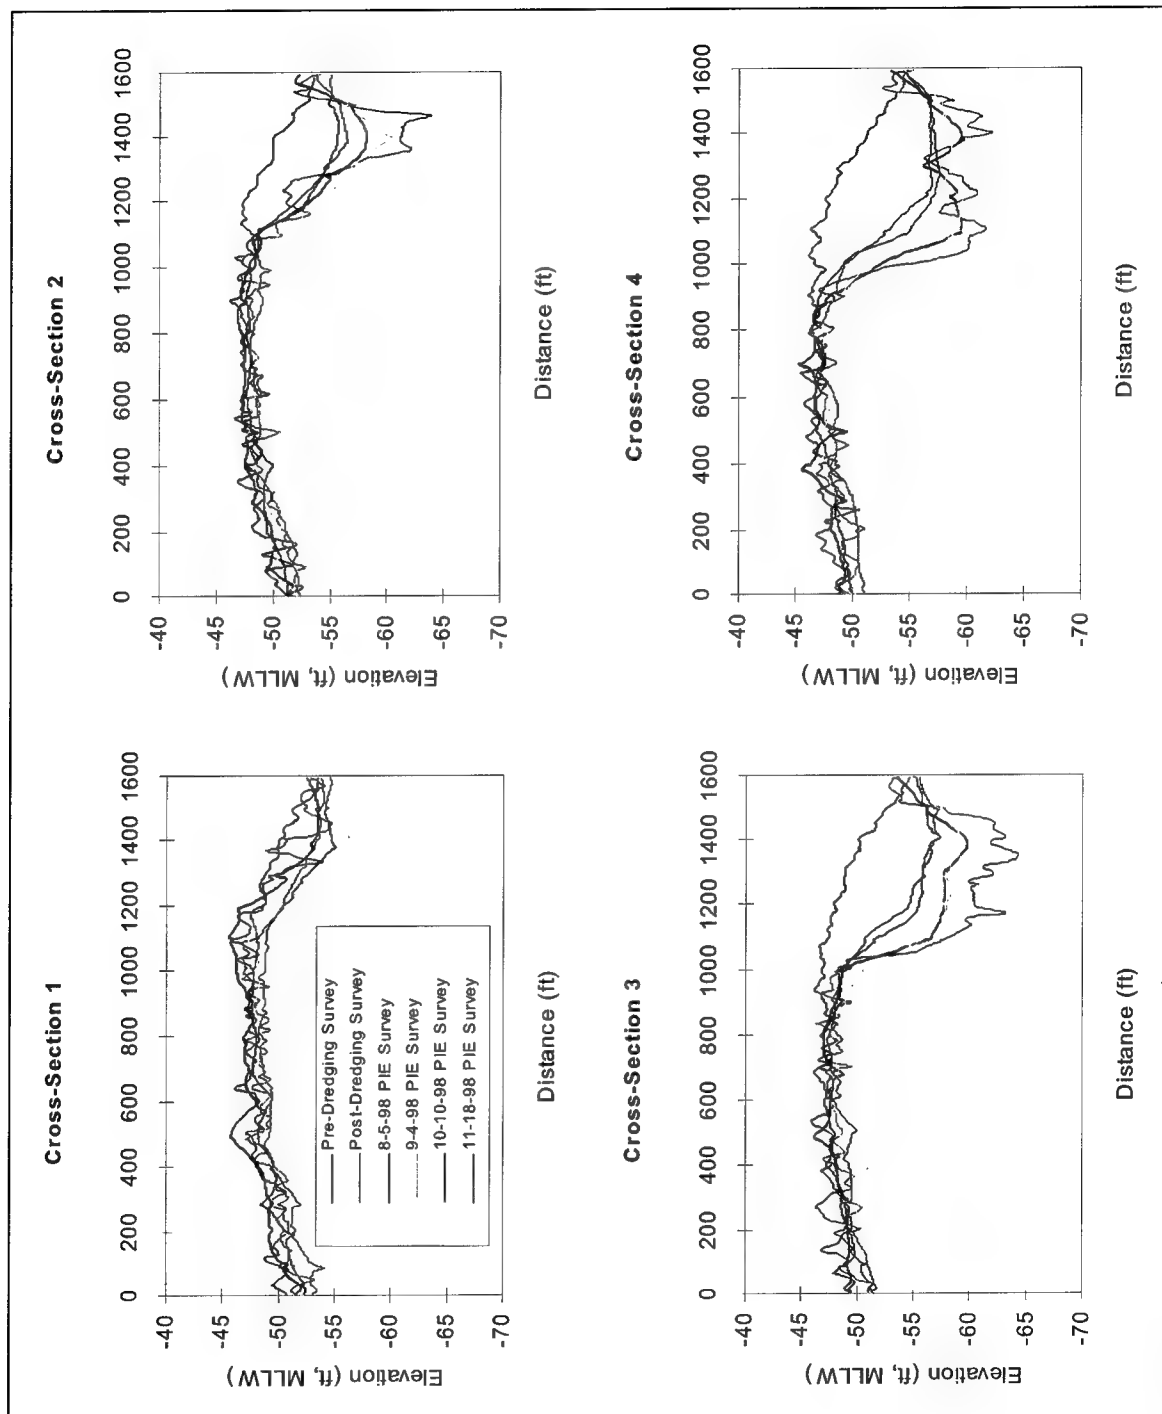 Cross-Section 1
0 200 400 600 800 1000 1200 1400 1600
-40
-45
-50
-55
-60
-65
-70
Elevation (ft, MLLW)
Distance (ft)
Pre-Dredging Survey
Post-Dredging Survey
8-5-98 PIE Survey
9-4-98 PIE Survey
10-10-98 PIE Survey
11-18-98 PIE Survey
Cross-Section 2
0 200 400 600 800 1000 1200 1400 1600
-40
-45
-50
-55
-60
-65
-70
Elevation (ft, MLLW)
Distance (ft)
Cross-Section 3
0 200 400 600 800 1000 1200 1400 1600
-40
-45
-50
-55
-60
-65
-70
Elevation (ft, MLLW)
Distance (ft)
Cross-Section 4
0 200 400 600 800 1000 1200 1400 1600
-40
-45
-50
-55
-60
-65
-70
Elevation (ft, MLLW)
Distance (ft)